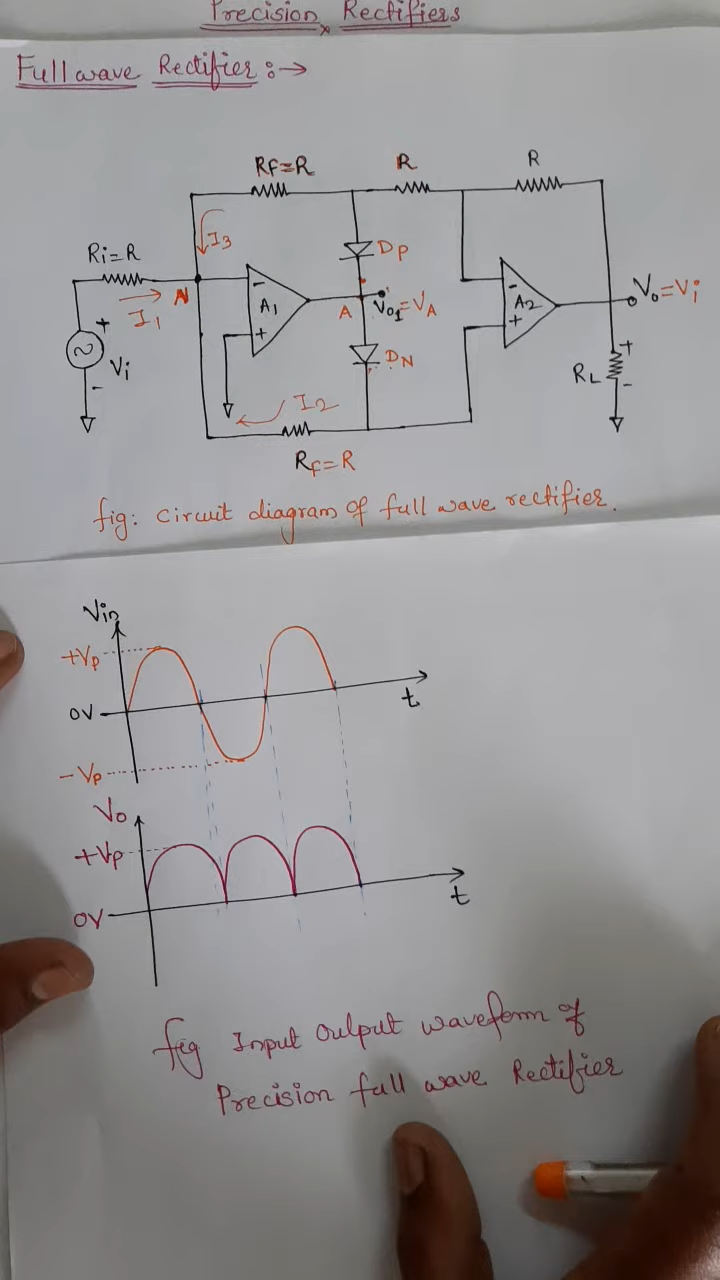 Precision Rectifiers
Full wave Rectifier :→
RF=R R R
Ri=R
I3
DP
N
I1
- A1 +
A Vo1=VA
- A2 +
Vo=Vi
+ Vi -
DN
RL + -
I2
RF=R
fig: Circuit diagram of full wave rectifier.
Vin
+Vp
0V
t
-Vp
Vo
+Vp
0V
t
fig Input Output waveform of
Precision full wave Rectifier